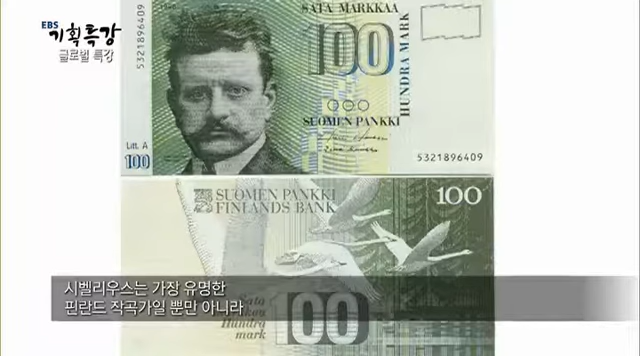 EBS
기획특강
글로벌 특강
SATA MARKKAA
100
HUNDRA MARK
5321896409
SUOMEN PANKKI
Litt. A
100
5321896409
SUOMEN PANKKI
FINLANDS BANK
100
시벨리우스는 가장 유명한
핀란드 작곡가일 뿐만 아니라
Sata
Hundra
mark
100